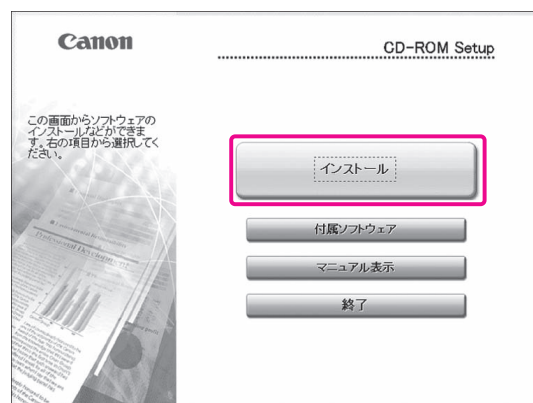 Canon
CD-ROM Setup
この画面からソフトウェアの
インストールなどができま
す。右の項目から選択してく
ださい。
インストール
付属ソフトウェア
マニュアル表示
終了
Professional Development